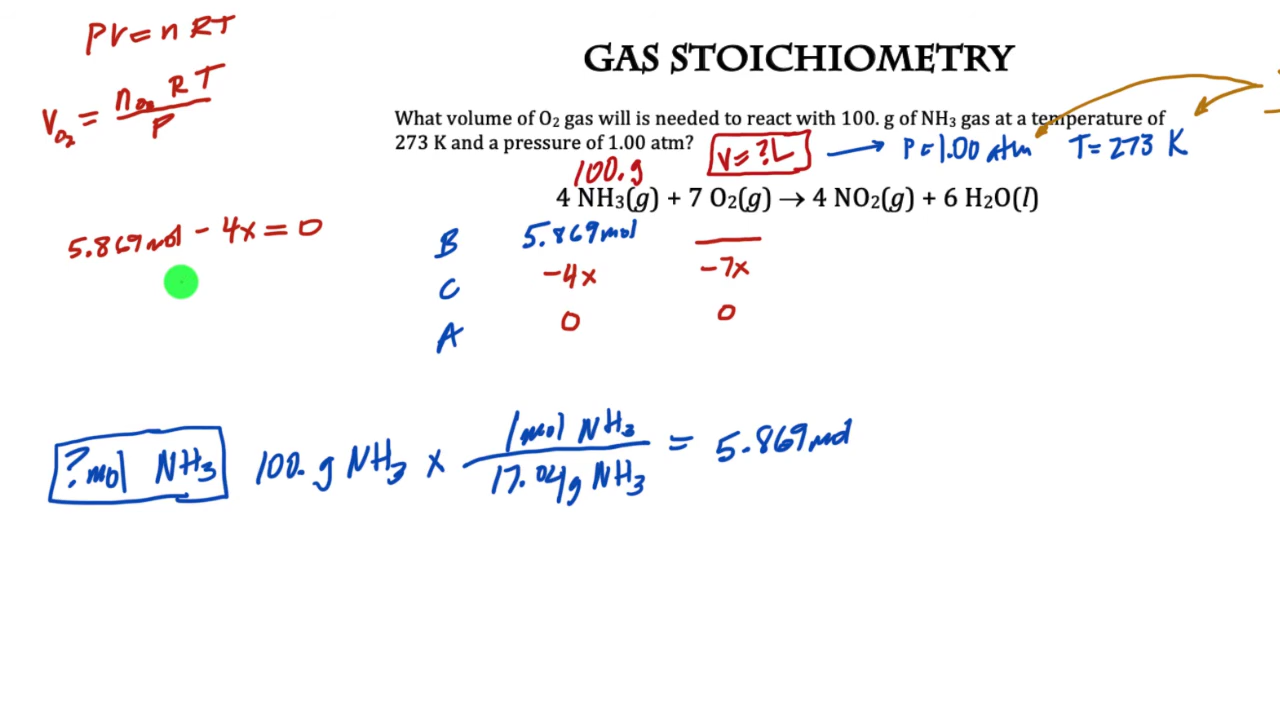 PV = n RT
V_O₂ = n_O₂ R T / P
GAS STOICHIOMETRY
What volume of O₂ gas will is needed to react with 100. g of NH₃ gas at a temperature of
273 K and a pressure of 1.00 atm?
V = ? L → P = 1.00 atm T = 273 K
100. g
4 NH₃(g) + 7 O₂(g) → 4 NO₂(g) + 6 H₂O(l)
5.869 mol - 4x = 0
B 5.869 mol
C -4x -7x
A 0 0
? mol NH₃ 100. g NH₃ × 1 mol NH₃ / 17.04 g NH₃ = 5.869 mol